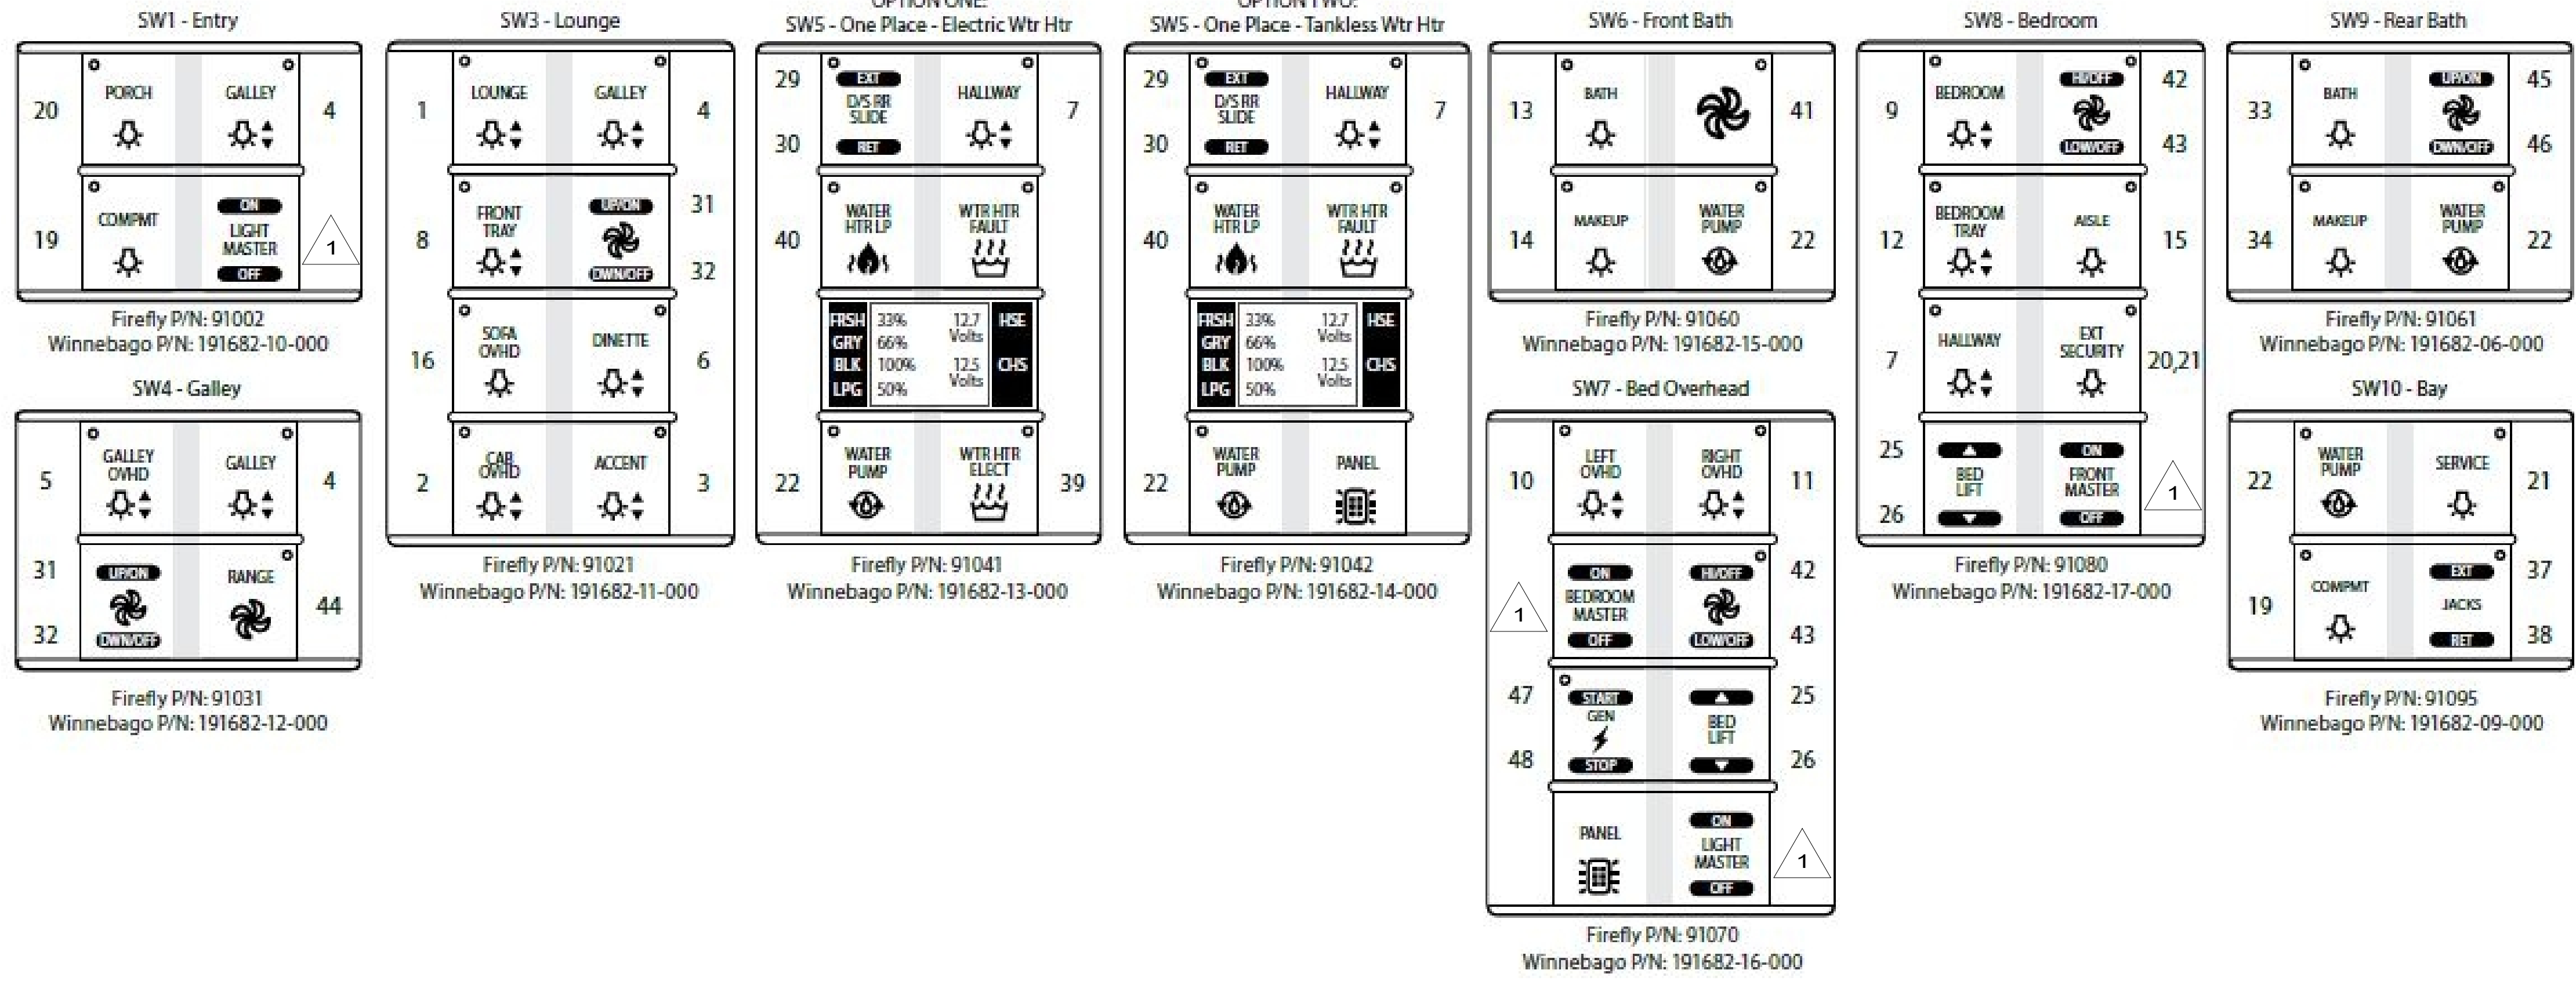 SW1 - Entry
20
PORCH
GALLEY
4
19
COMPMT
ON
LIGHT
MASTER
OFF
1
Firefly P/N: 91002
Winnebago P/N: 191682-10-000
SW4 - Galley
5
GALLEY
OVHD
GALLEY
4
31
UP/ON
DWN/OFF
32
RANGE
44
Firefly P/N: 91031
Winnebago P/N: 191682-12-000
SW3 - Lounge
1
LOUNGE
GALLEY
4
8
FRONT
TRAY
UP/ON
31
DWN/OFF
32
16
SOFA
OVHD
DINETTE
6
2
CAR
OVHD
ACCENT
3
Firefly P/N: 91021
Winnebago P/N: 191682-11-000
OPTION ONE:
SW5 - One Place - Electric Wtr Htr
29
EXT
D/S RR
SLIDE
30
RET
HALLWAY
7
40
WATER
HTR LP
WTR HTR
FAULT
FRSH 33% 12.7 Volts HSE
GRY 66%
BLK 100% 12.5 Volts CHS
LPG 50%
22
WATER
PUMP
WTR HTR
ELECT
39
Firefly P/N: 91041
Winnebago P/N: 191682-13-000
OPTION TWO:
SW5 - One Place - Tankless Wtr Htr
29
EXT
D/S RR
SLIDE
30
RET
HALLWAY
7
40
WATER
HTR LP
WTR HTR
FAULT
FRSH 33% 12.7 Volts HSE
GRY 66%
BLK 100% 12.5 Volts CHS
LPG 50%
22
WATER
PUMP
PANEL
Firefly P/N: 91042
Winnebago P/N: 191682-14-000
SW6 - Front Bath
13
BATH
41
14
MAKEUP
WATER
PUMP
22
Firefly P/N: 91060
Winnebago P/N: 191682-15-000
SW7 - Bed Overhead
10
LEFT
OVHD
RIGHT
OVHD
11
1
ON
BEDROOM
MASTER
OFF
HI/OFF
42
LOW/OFF
43
47
START
GEN
48
STOP
25
BED
LIFT
26
PANEL
ON
LIGHT
MASTER
OFF
1
Firefly P/N: 91070
Winnebago P/N: 191682-16-000
SW8 - Bedroom
9
BEDROOM
HI/OFF
42
LOW/OFF
43
12
BEDROOM
TRAY
AISLE
15
7
HALLWAY
EXT
SECURITY
20,21
25
BED
LIFT
26
ON
FRONT
MASTER
OFF
1
Firefly P/N: 91080
Winnebago P/N: 191682-17-000
SW9 - Rear Bath
33
BATH
UP/ON
45
DWN/OFF
46
34
MAKEUP
WATER
PUMP
22
Firefly P/N: 91061
Winnebago P/N: 191682-06-000
SW10 - Bay
22
WATER
PUMP
SERVICE
21
19
COMPMT
EXT
37
JACKS
RET
38
Firefly P/N: 91095
Winnebago P/N: 191682-09-000